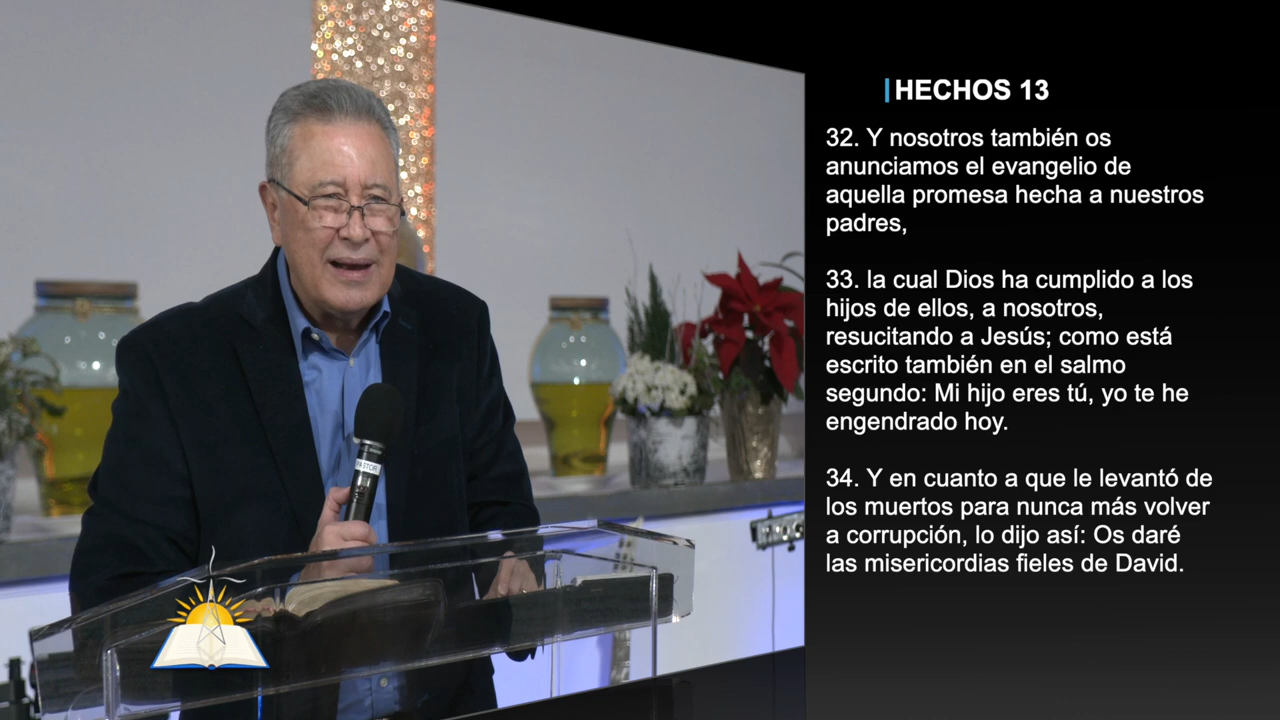 HECHOS 13
32. Y nosotros también os
anunciamos el evangelio de
aquella promesa hecha a nuestros
padres,
33. la cual Dios ha cumplido a los
hijos de ellos, a nosotros,
resucitando a Jesús; como está
escrito también en el salmo
segundo: Mi hijo eres tú, yo te he
engendrado hoy.
34. Y en cuanto a que le levantó de
los muertos para nunca más volver
a corrupción, lo dijo así: Os daré
las misericordias fieles de David.
PASTOR